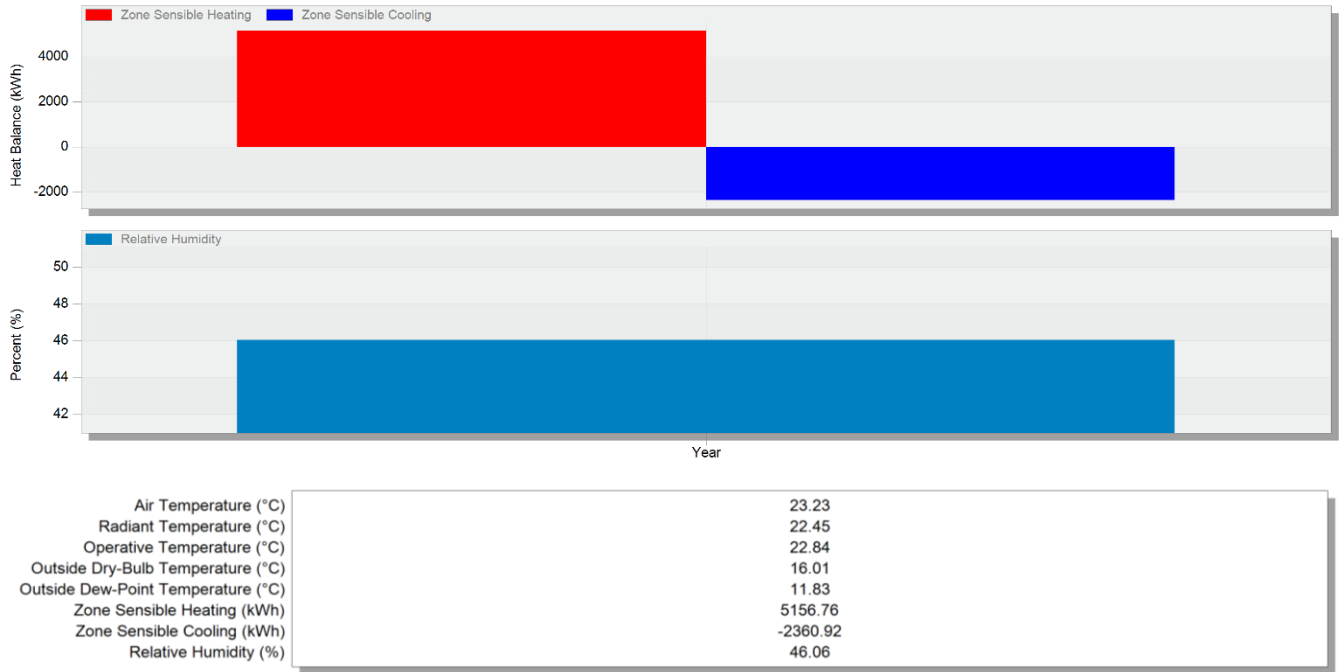 Zone Sensible Heating Zone Sensible Cooling
4000
2000
0
-2000
Heat Balance (kWh)
Relative Humidity
50
48
46
44
42
Percent (%)
Year
Air Temperature (°C) 23.23
Radiant Temperature (°C) 22.45
Operative Temperature (°C) 22.84
Outside Dry-Bulb Temperature (°C) 16.01
Outside Dew-Point Temperature (°C) 11.83
Zone Sensible Heating (kWh) 5156.76
Zone Sensible Cooling (kWh) -2360.92
Relative Humidity (%) 46.06